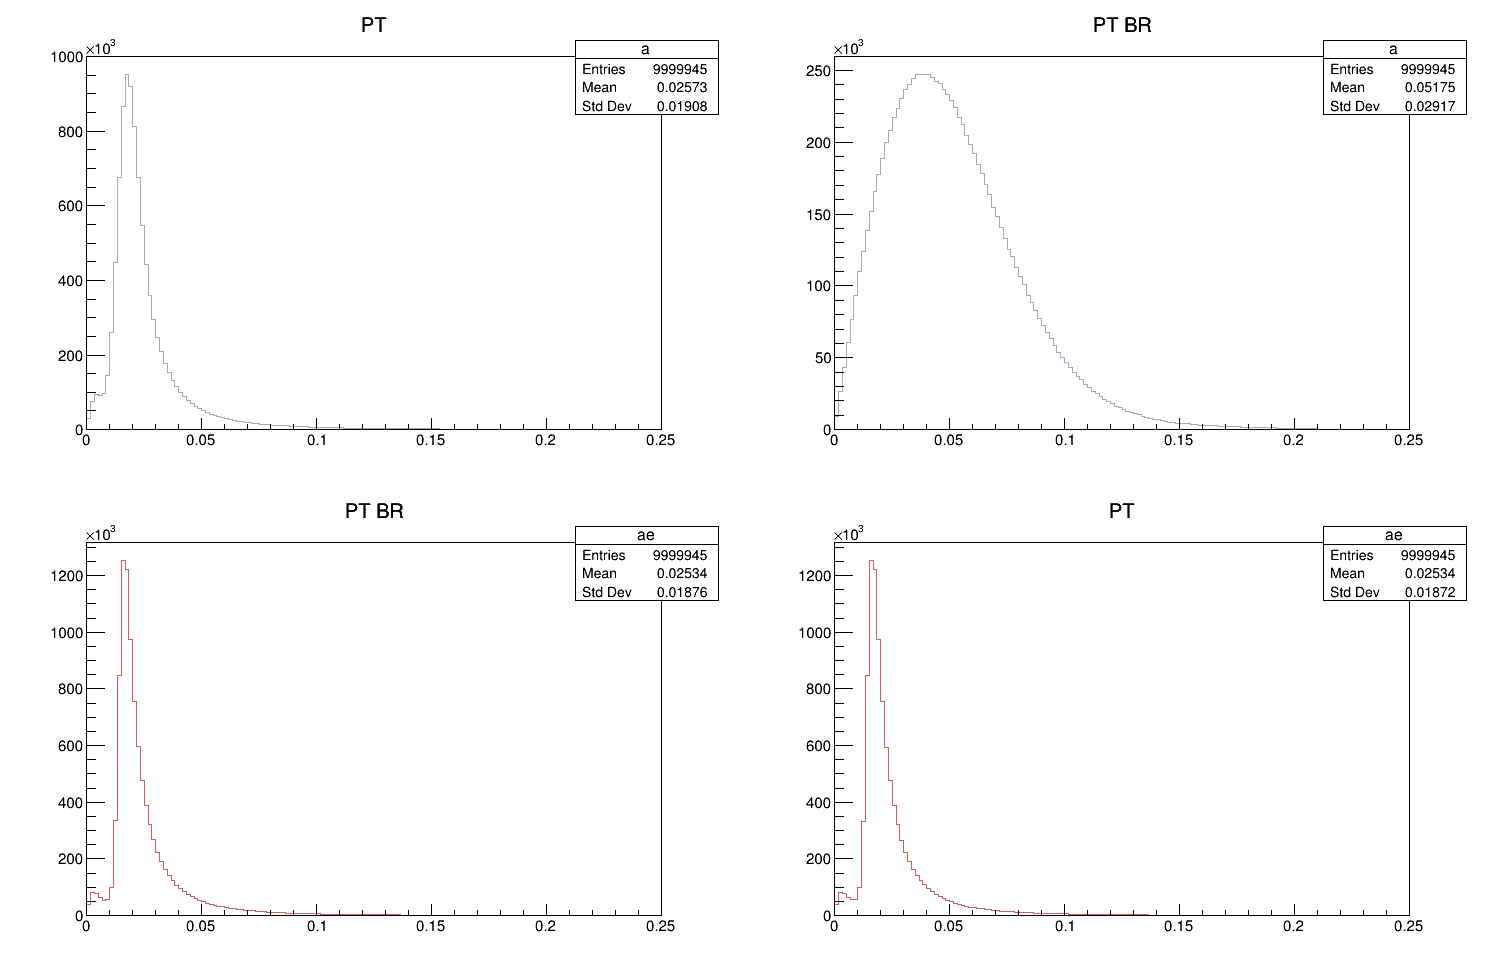 PT
×10³
1000
800
600
400
200
0
0 0.05 0.1 0.15 0.2 0.25
a
Entries 9999945
Mean 0.02573
Std Dev 0.01908
PT BR
×10³
250
200
150
100
50
0
0 0.05 0.1 0.15 0.2 0.25
a
Entries 9999945
Mean 0.05175
Std Dev 0.02917
PT BR
×10³
1200
1000
800
600
400
200
0
0 0.05 0.1 0.15 0.2 0.25
ae
Entries 9999945
Mean 0.02534
Std Dev 0.01876
PT
×10³
1200
1000
800
600
400
200
0
0 0.05 0.1 0.15 0.2 0.25
ae
Entries 9999945
Mean 0.02534
Std Dev 0.01872